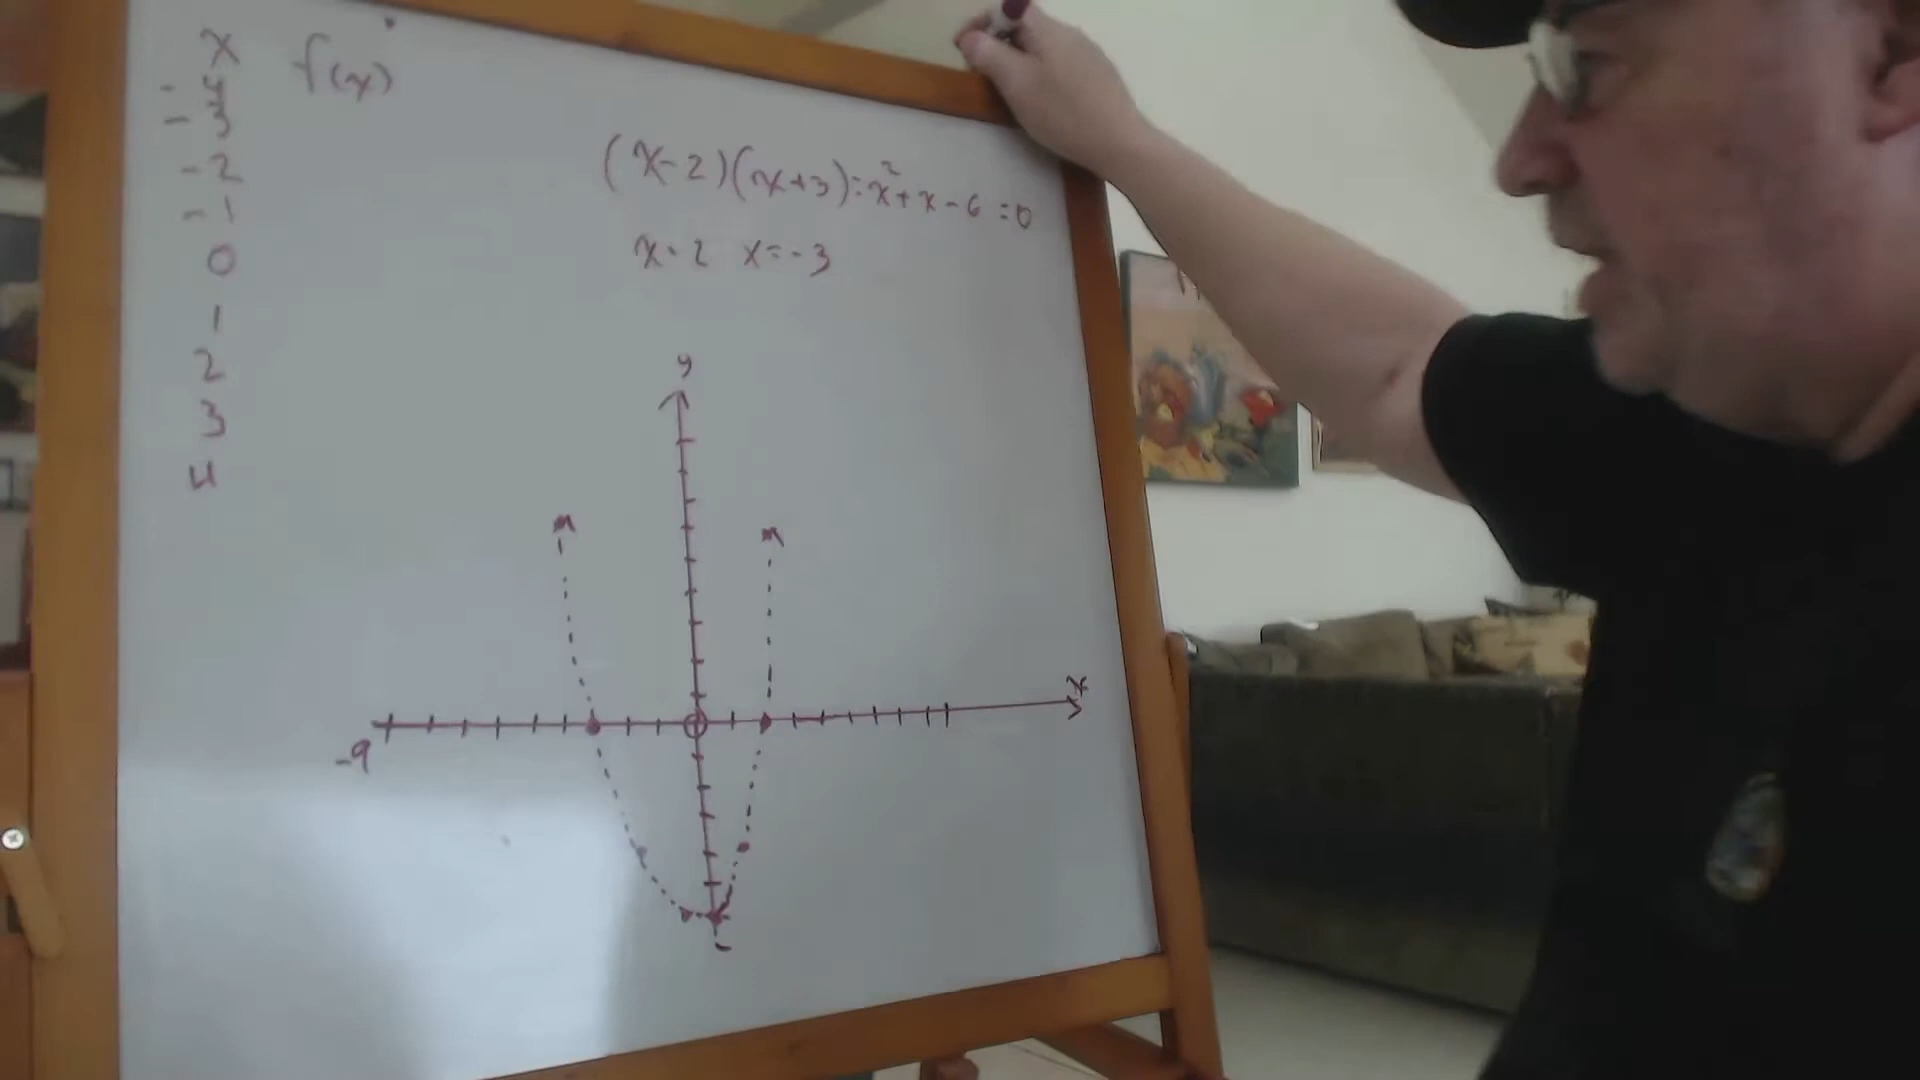 x f(x)
-4
-3
-2
-1
0
1
2
3
4
(x-2)(x+3)=x²+x-6=0
x=2 x=-3
y
x
-9